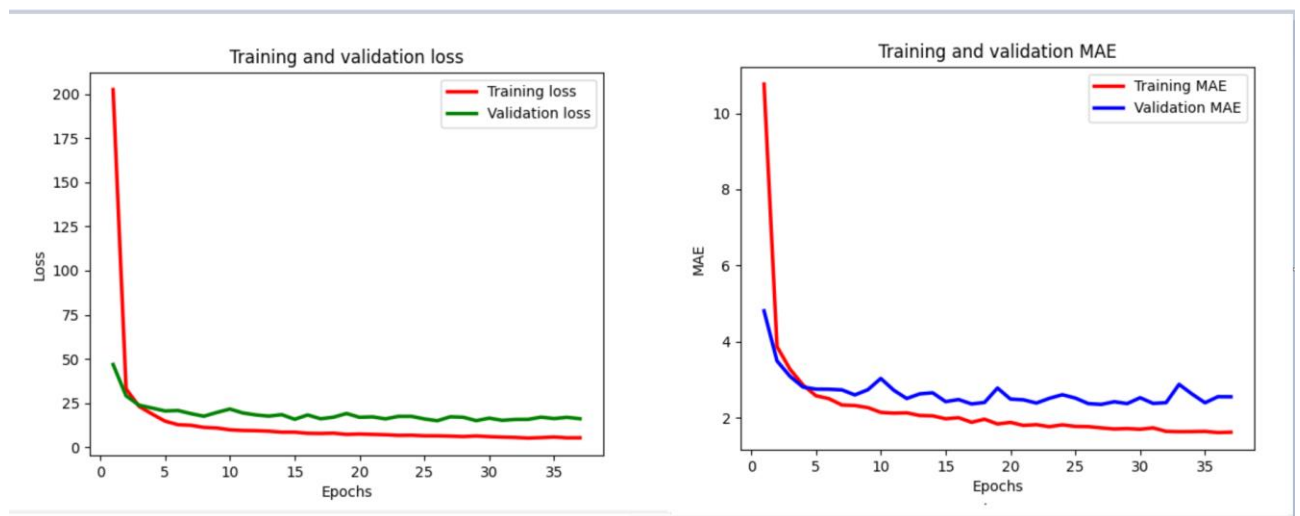 Training and validation loss
Training loss
Validation loss
200
175
150
125
100
75
50
25
0
Loss
0 5 10 15 20 25 30 35
Epochs
Training and validation MAE
Training MAE
Validation MAE
10
8
6
4
2
MAE
0 5 10 15 20 25 30 35
Epochs